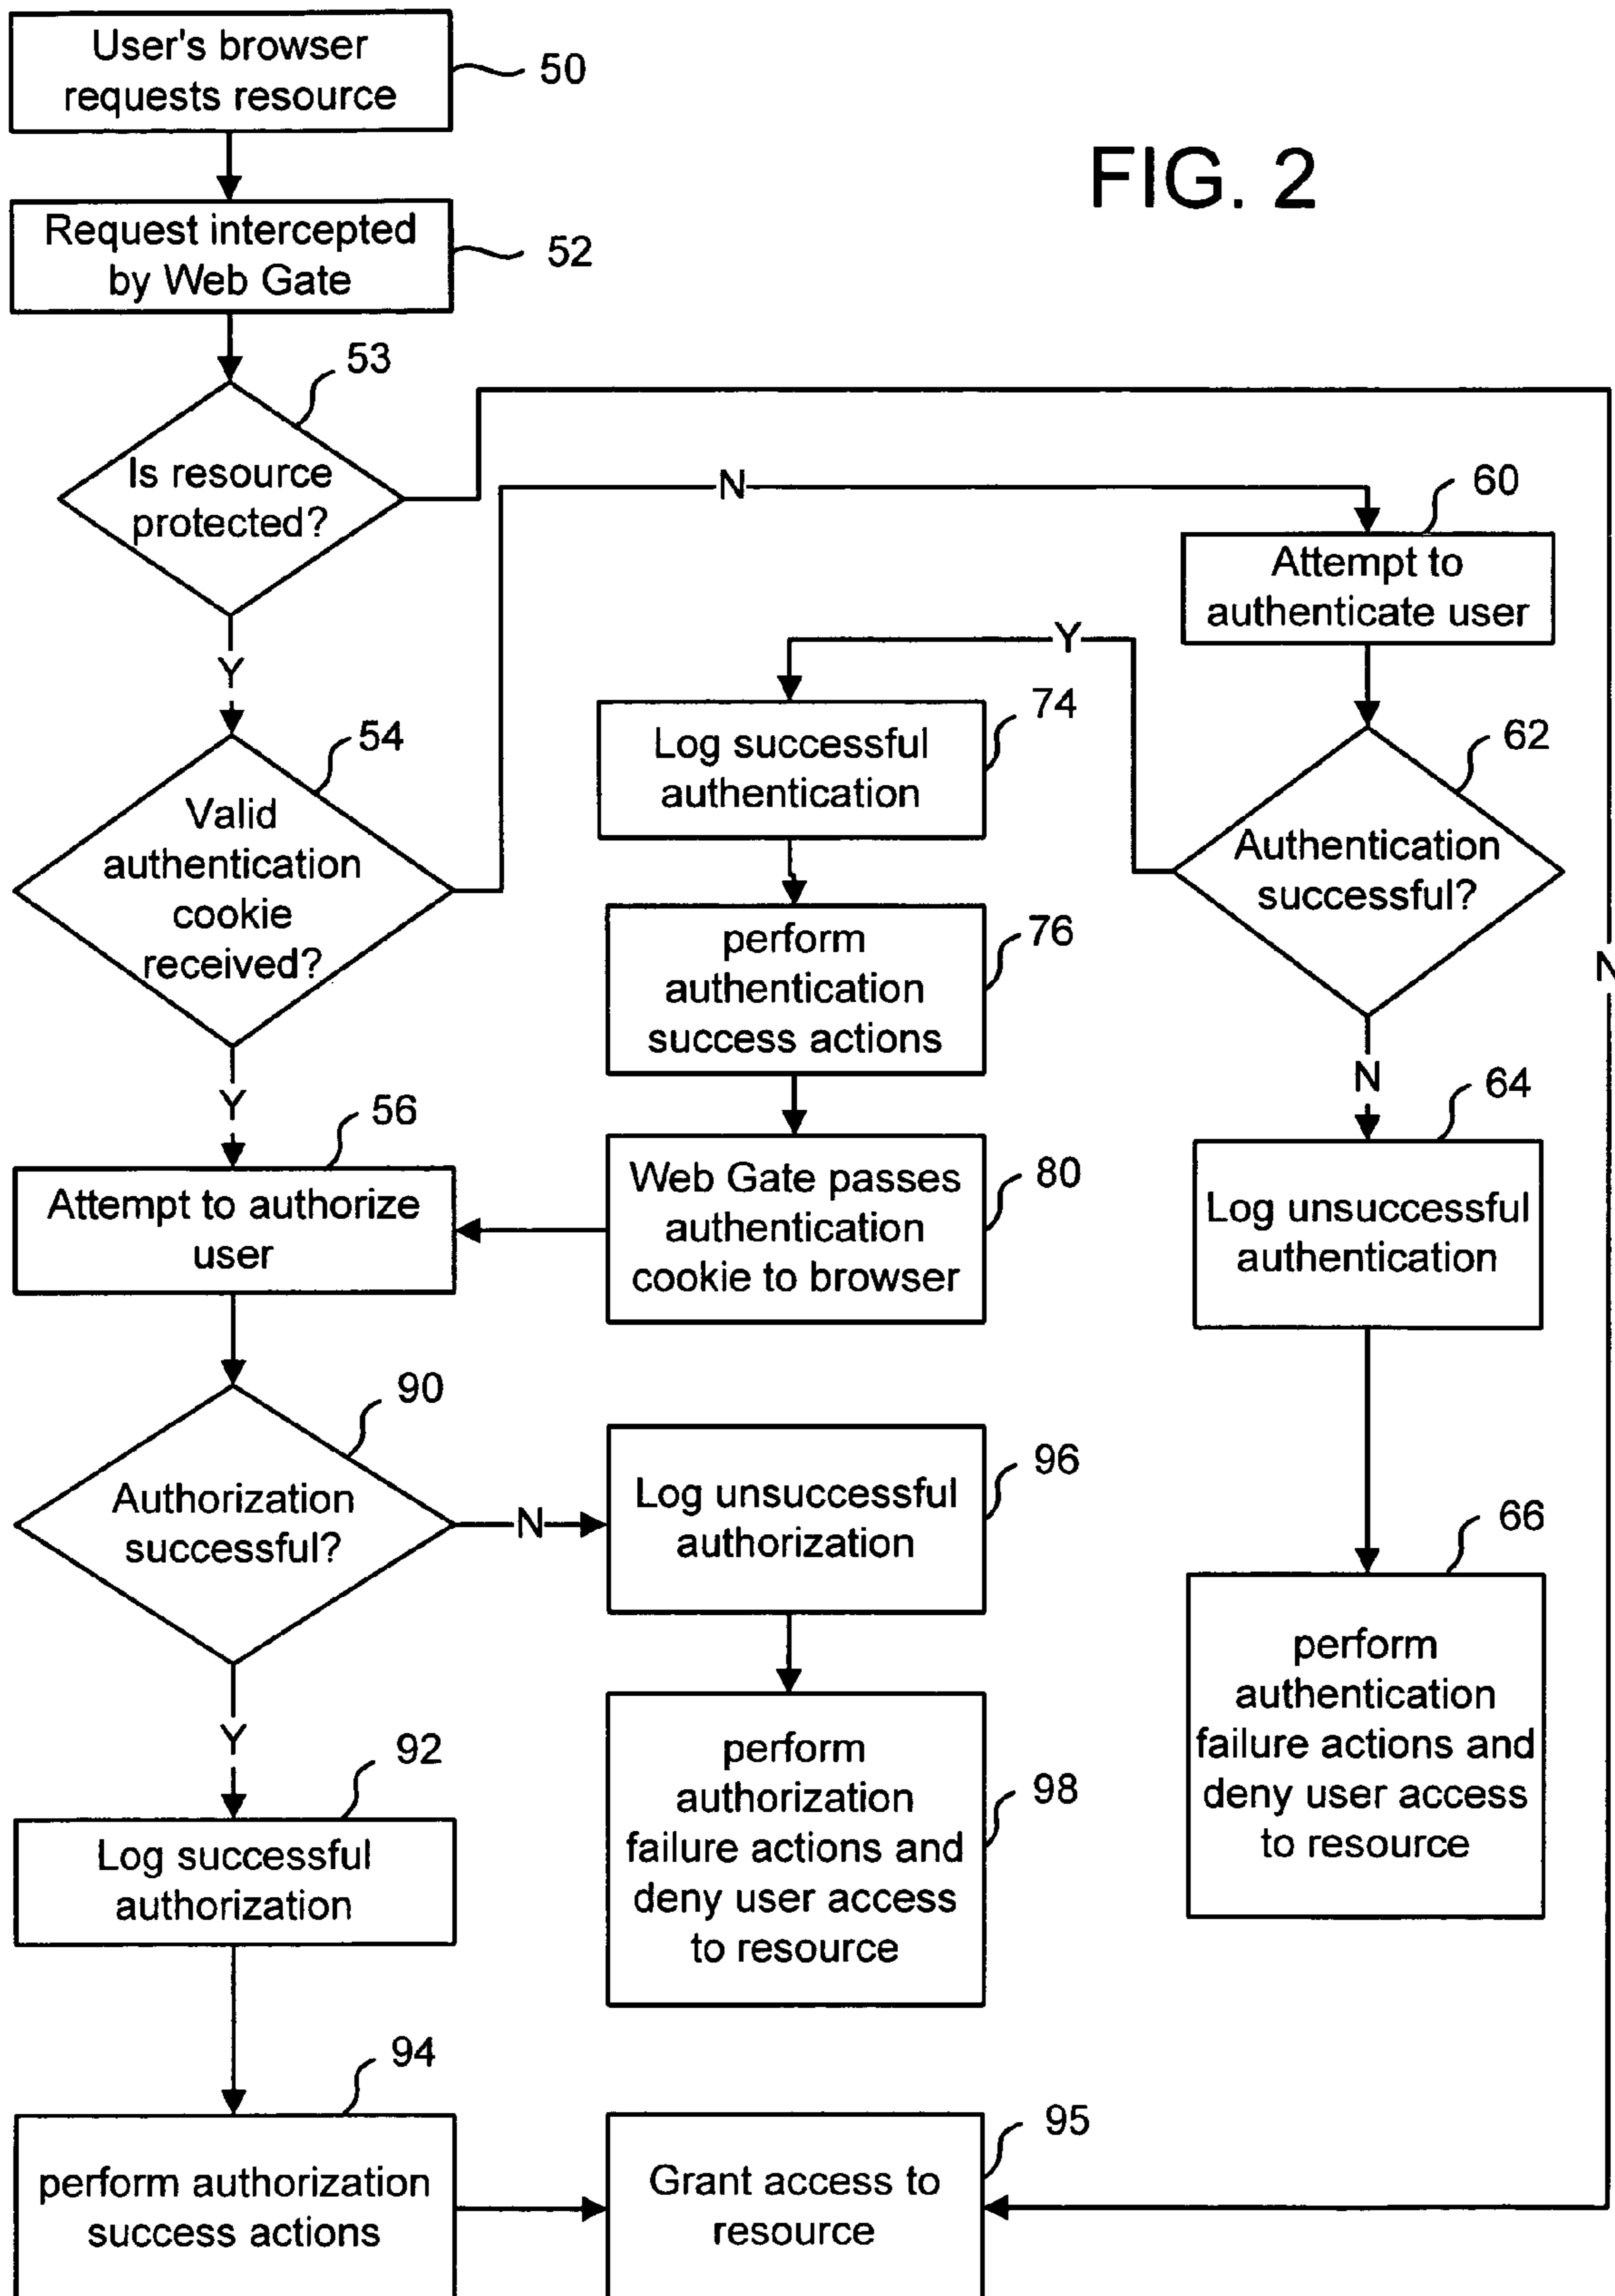 User's browser
requests resource
50
FIG. 2
Request intercepted
by Web Gate
52
53
Is resource
protected?
N
60
Attempt to
authenticate user
Y
Y
74
Log successful
authentication
62
Authentication
successful?
54
Valid
authentication
cookie
received?
76
perform
authentication
success actions
N
N
64
Log unsuccessful
authentication
Y
56
Attempt to authorize
user
80
Web Gate passes
authentication
cookie to browser
90
Authorization
successful?
N
96
Log unsuccessful
authorization
66
perform
authentication
failure actions and
deny user access
to resource
Y
92
Log successful
authorization
98
perform
authorization
failure actions and
deny user access
to resource
94
perform authorization
success actions
95
Grant access to
resource